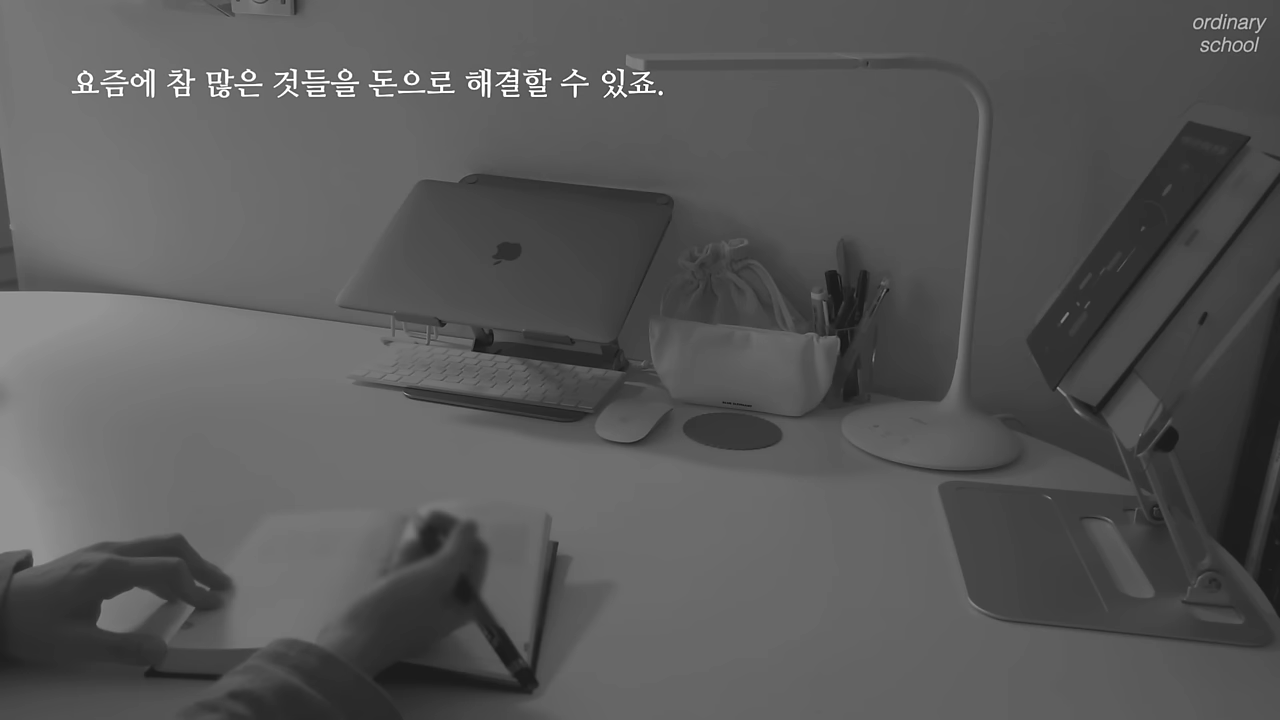 ordinary
school
요즘에 참 많은 것들을 돈으로 해결할 수 있죠.